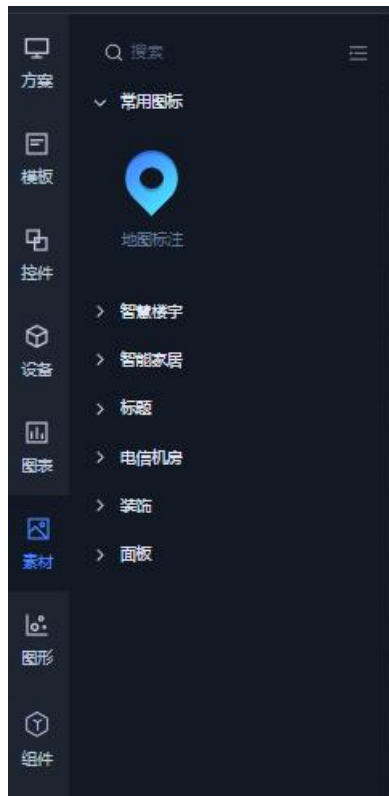 方案
模板
控件
设备
图表
素材
图形
组件
搜索
常用图标
地图标注
智慧楼宇
智能家居
标题
电信机房
装饰
面板